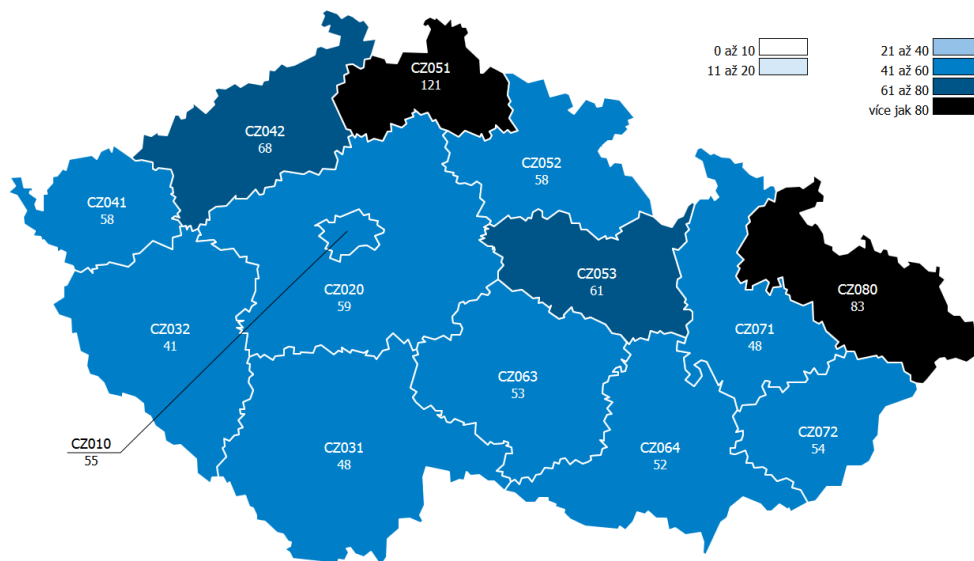 0 až 10
11 až 20
21 až 40
41 až 60
61 až 80
více jak 80
CZ051
121
CZ042
68
CZ052
58
CZ041
58
CZ053
61
CZ020
59
CZ080
83
CZ032
41
CZ071
48
CZ063
53
CZ010
55
CZ031
48
CZ064
52
CZ072
54